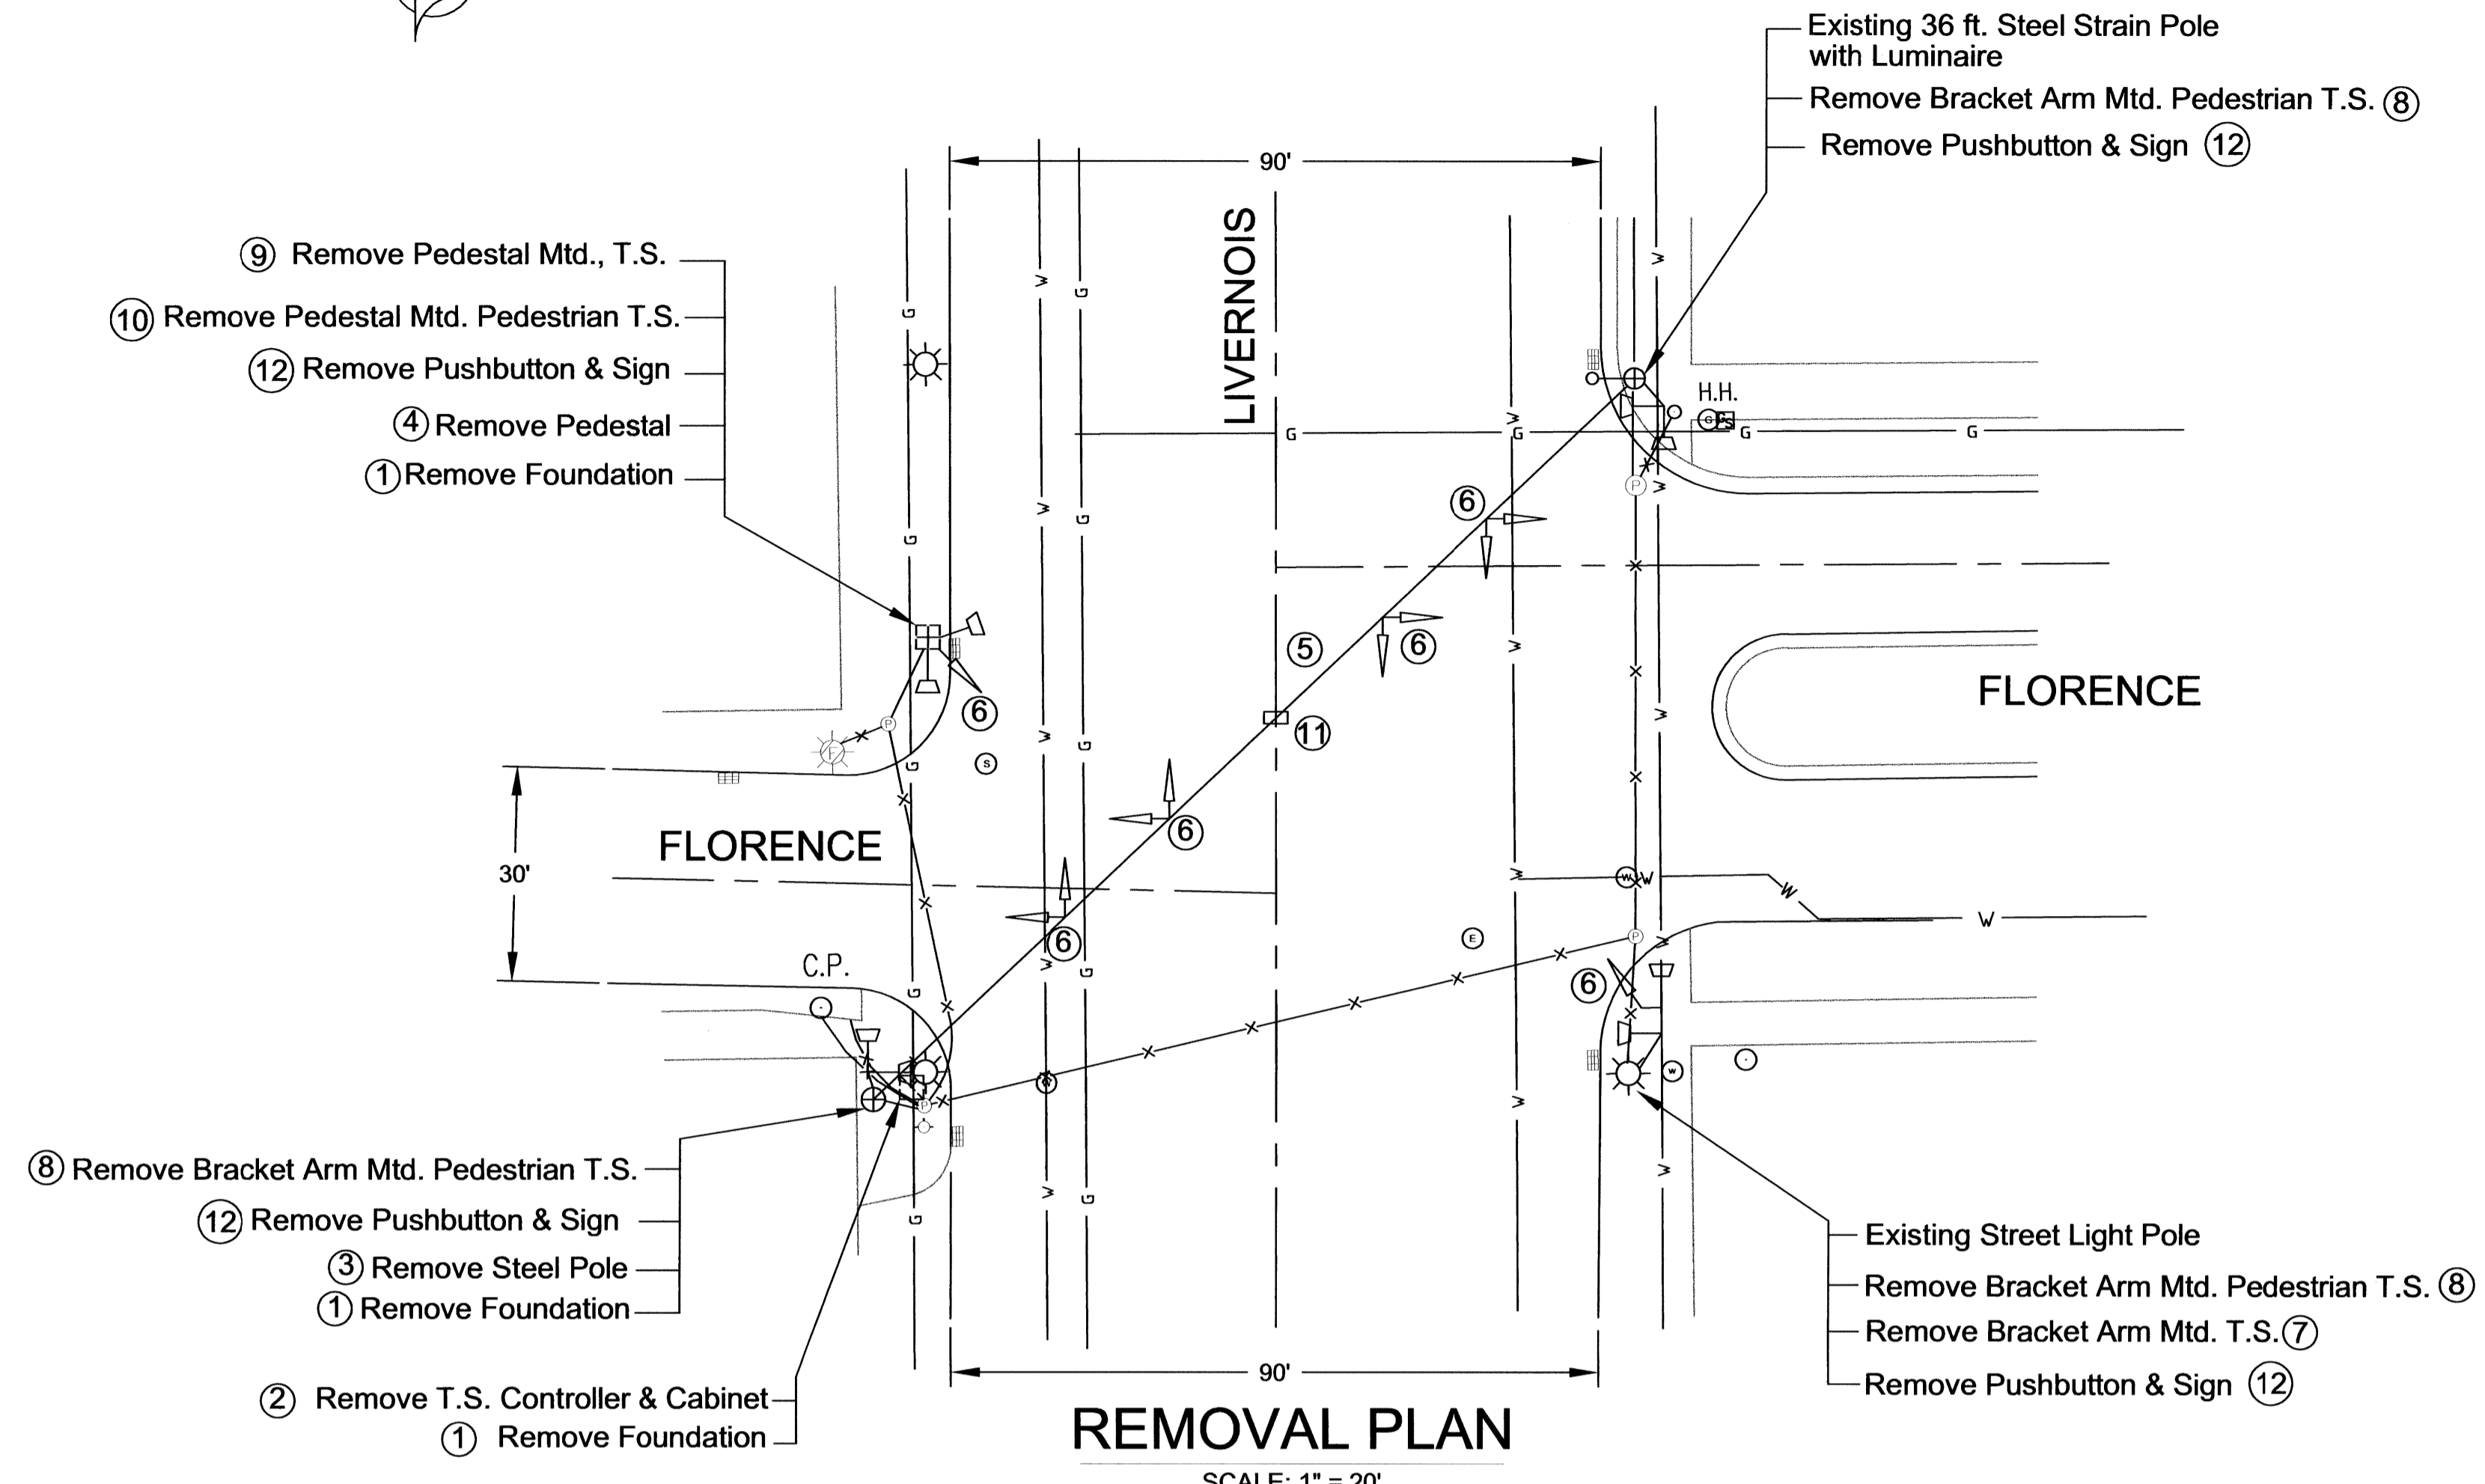 Existing 36 ft. Steel Strain Pole
with Luminaire
Remove Bracket Arm Mtd. Pedestrian T.S. 8
Remove Pushbutton & Sign 12
90'
LIVERNOIS
9 Remove Pedestal Mtd., T.S.
10 Remove Pedestal Mtd. Pedestrian T.S.
12 Remove Pushbutton & Sign
4 Remove Pedestal
1 Remove Foundation
H.H.
G G G G
6
6
5
11
6
6
6
6
FLORENCE
FLORENCE
30'
C.P.
P
P
P
P
F
S
E
W
W
W
W
8 Remove Bracket Arm Mtd. Pedestrian T.S.
12 Remove Pushbutton & Sign
3 Remove Steel Pole
1 Remove Foundation
2 Remove T.S. Controller & Cabinet
1 Remove Foundation
Existing Street Light Pole
Remove Bracket Arm Mtd. Pedestrian T.S. 8
Remove Bracket Arm Mtd. T.S. 7
Remove Pushbutton & Sign 12
90'
REMOVAL PLAN
SCALE: 1" = 20'